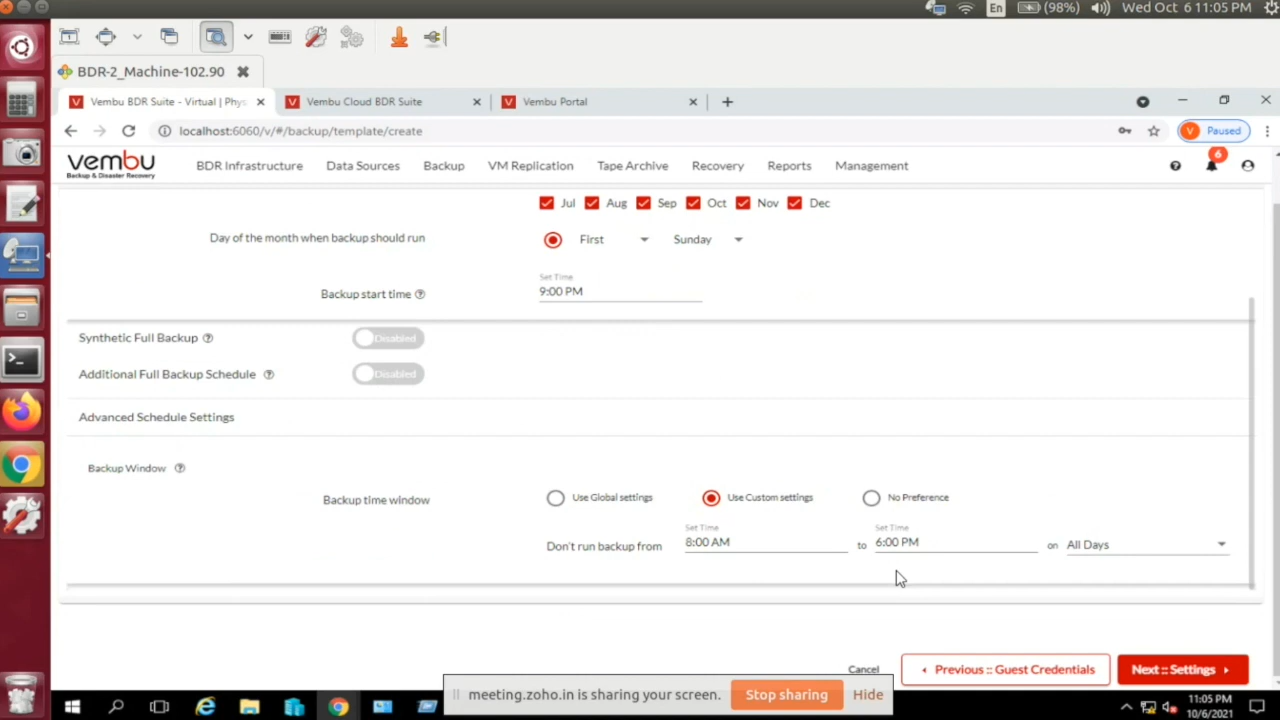 En (98%) Wed Oct 6 11:05 PM
BDR-2_Machine-102.90
Vembu BDR Suite - Virtual | Phys
Vembu Cloud BDR Suite
Vembu Portal
localhost:6060/v/#/backup/template/create
V Paused
vembu
Backup & Disaster Recovery
BDR Infrastructure Data Sources Backup VM Replication Tape Archive Recovery Reports Management
6
Jul Aug Sep Oct Nov Dec
Day of the month when backup should run First Sunday
Set Time
Backup start time 9:00 PM
Synthetic Full Backup Disabled
Additional Full Backup Schedule Disabled
Advanced Schedule Settings
Backup Window
Backup time window Use Global settings Use Custom settings No Preference
Set Time Set Time
Don't run backup from 8:00 AM to 6:00 PM on All Days
Cancel Previous :: Guest Credentials Next :: Settings
meeting.zoho.in is sharing your screen. Stop sharing Hide
11:05 PM
10/6/2021